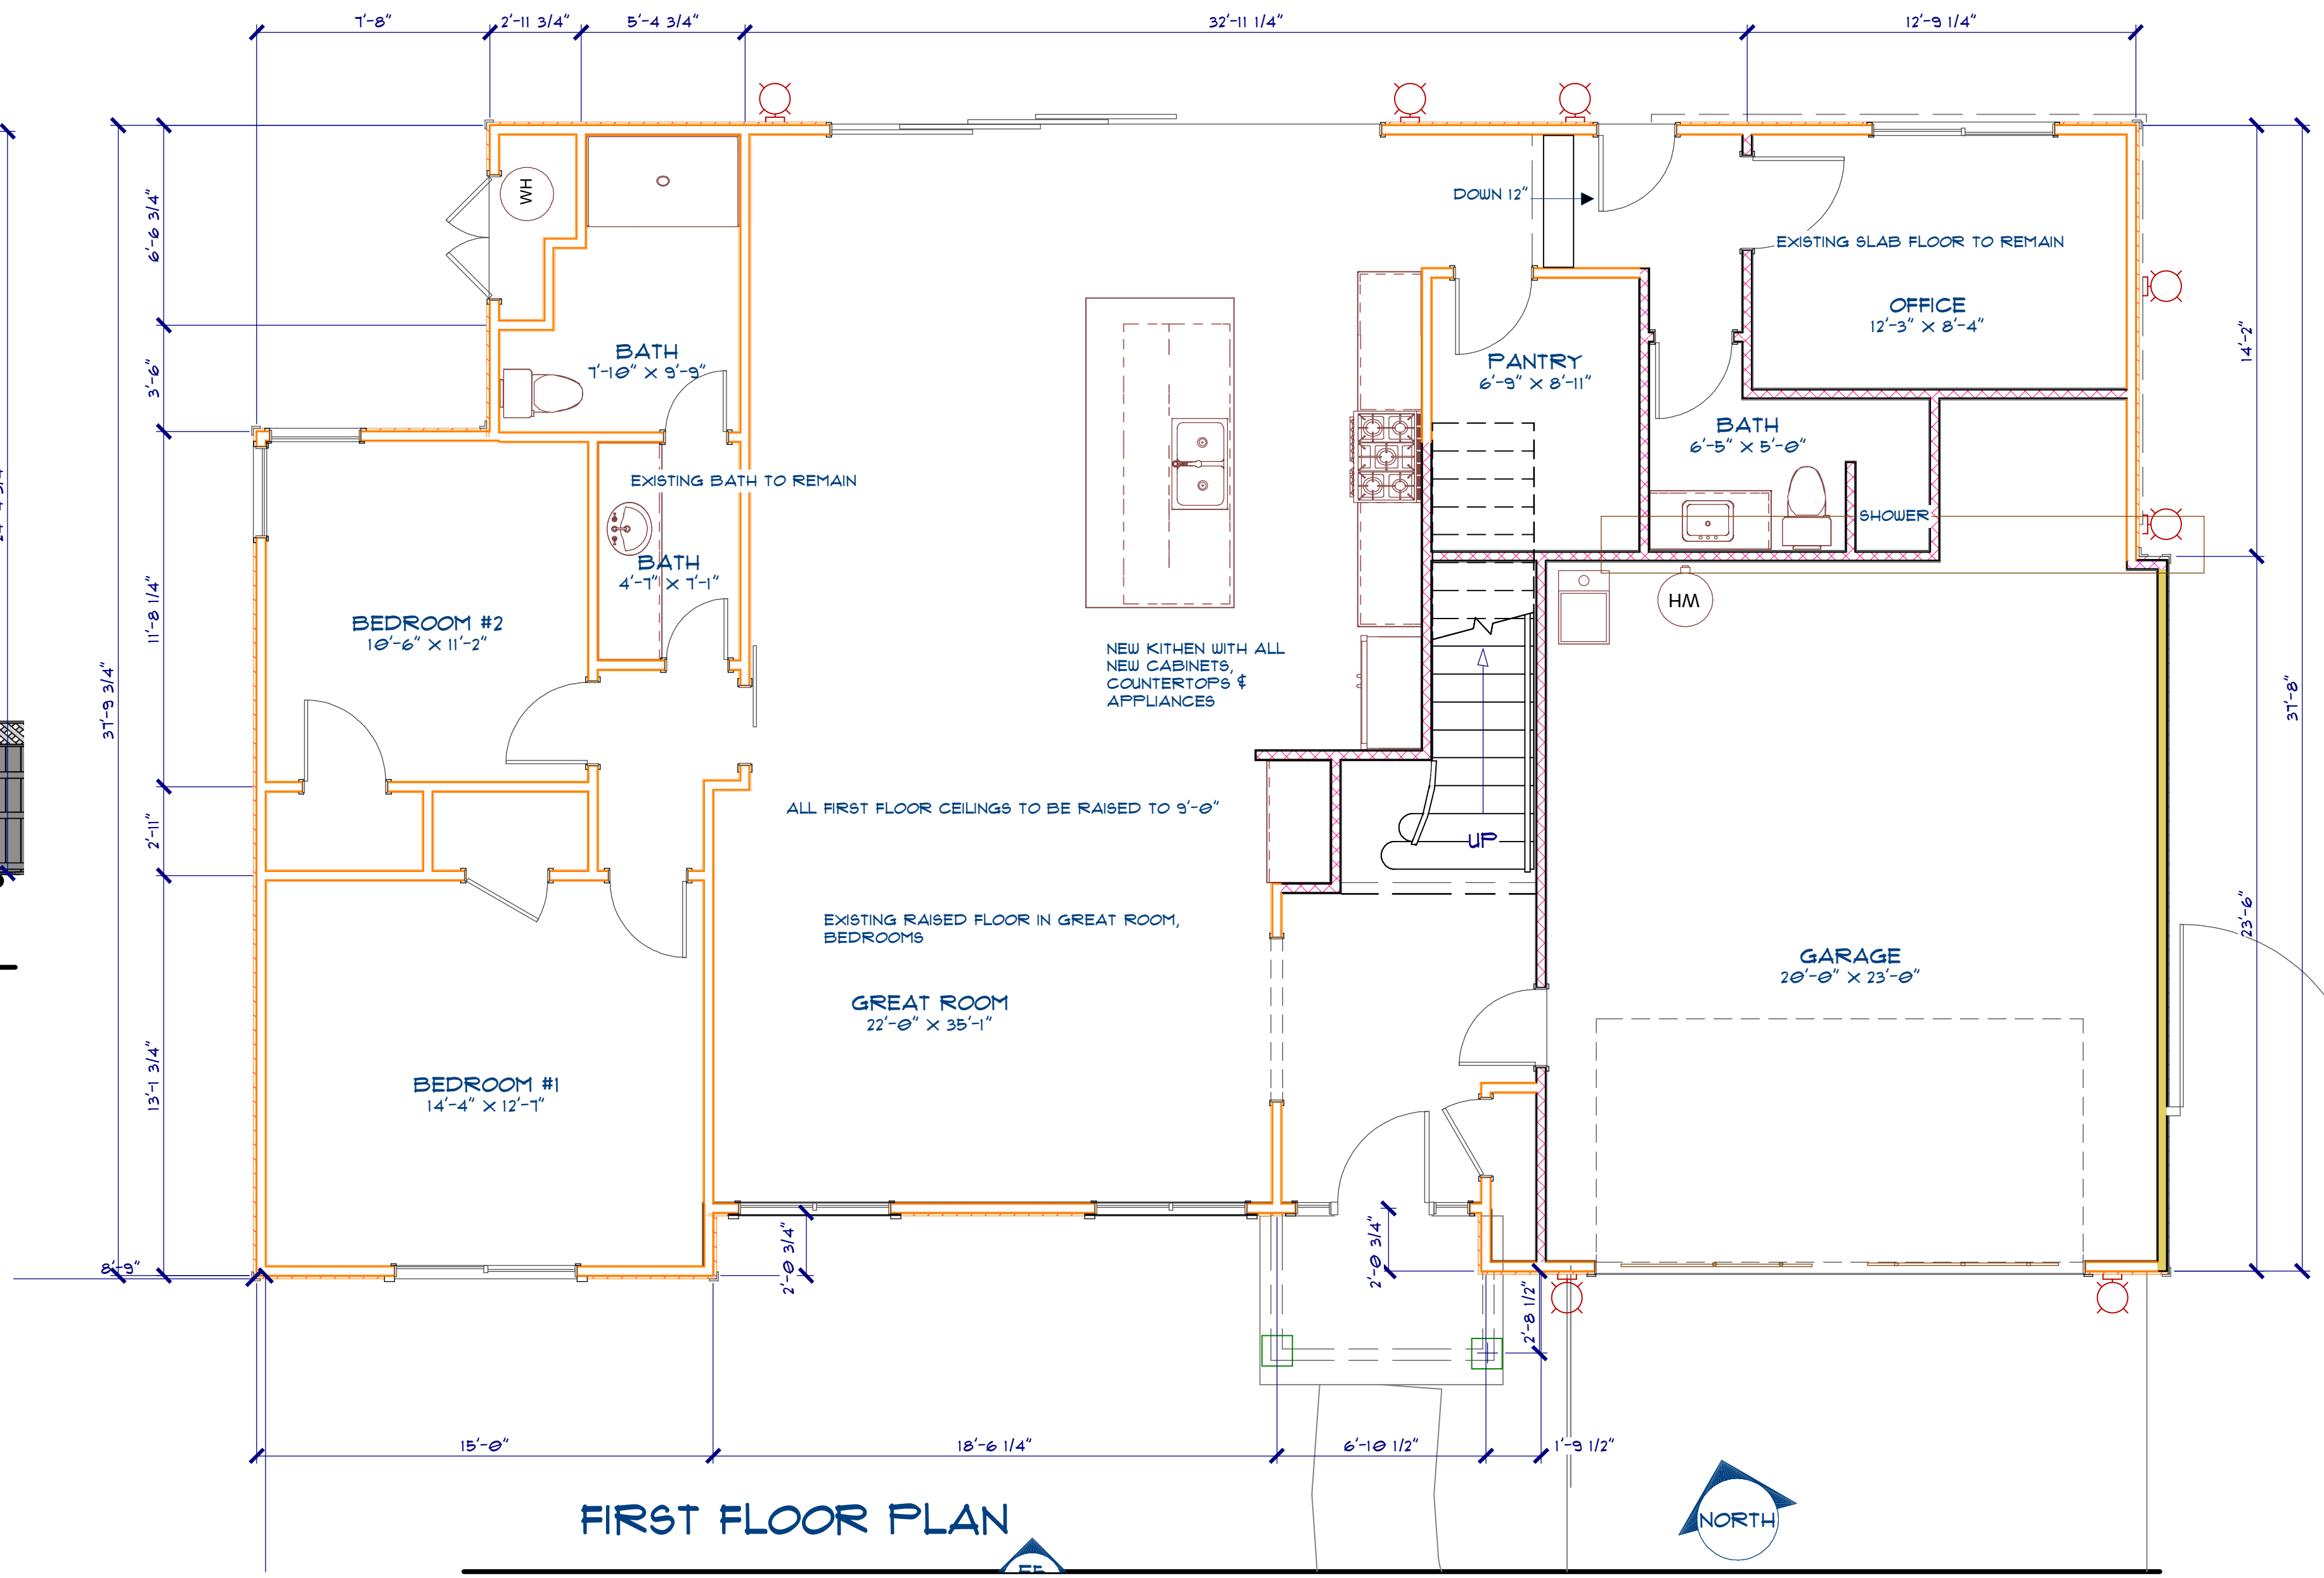 7'-8"
2'-11 3/4"
5'-4 3/4"
32'-11 1/4"
12'-9 1/4"
WH
DOWN 12"
6'-6 3/4"
EXISTING SLAB FLOOR TO REMAIN
OFFICE
12'-3" X 8'-4"
14'-2"
BATH
7'-10" X 9'-9"
PANTRY
6'-9" X 8'-11"
3'-6"
BATH
6'-5" X 5'-0"
EXISTING BATH TO REMAIN
SHOWER
BATH
4'-7" X 7'-1"
WH
11'-8 1/4"
BEDROOM #2
10'-6" X 11'-2"
NEW KITHEN WITH ALL
NEW CABINETS,
COUNTERTOPS &
APPLIANCES
37'-9 3/4"
37'-8"
ALL FIRST FLOOR CEILINGS TO BE RAISED TO 9'-0"
2'-11"
UP
EXISTING RAISED FLOOR IN GREAT ROOM,
BEDROOMS
23'-6"
GARAGE
20'-0" X 23'-0"
GREAT ROOM
22'-0" X 35'-1"
13'-1 3/4"
BEDROOM #1
14'-4" X 12'-7"
2'-0 3/4"
2'-0 3/4"
8'-9"
2'-8 1/2"
15'-0"
18'-6 1/4"
6'-10 1/2"
1'-9 1/2"
FIRST FLOOR PLAN
NORTH